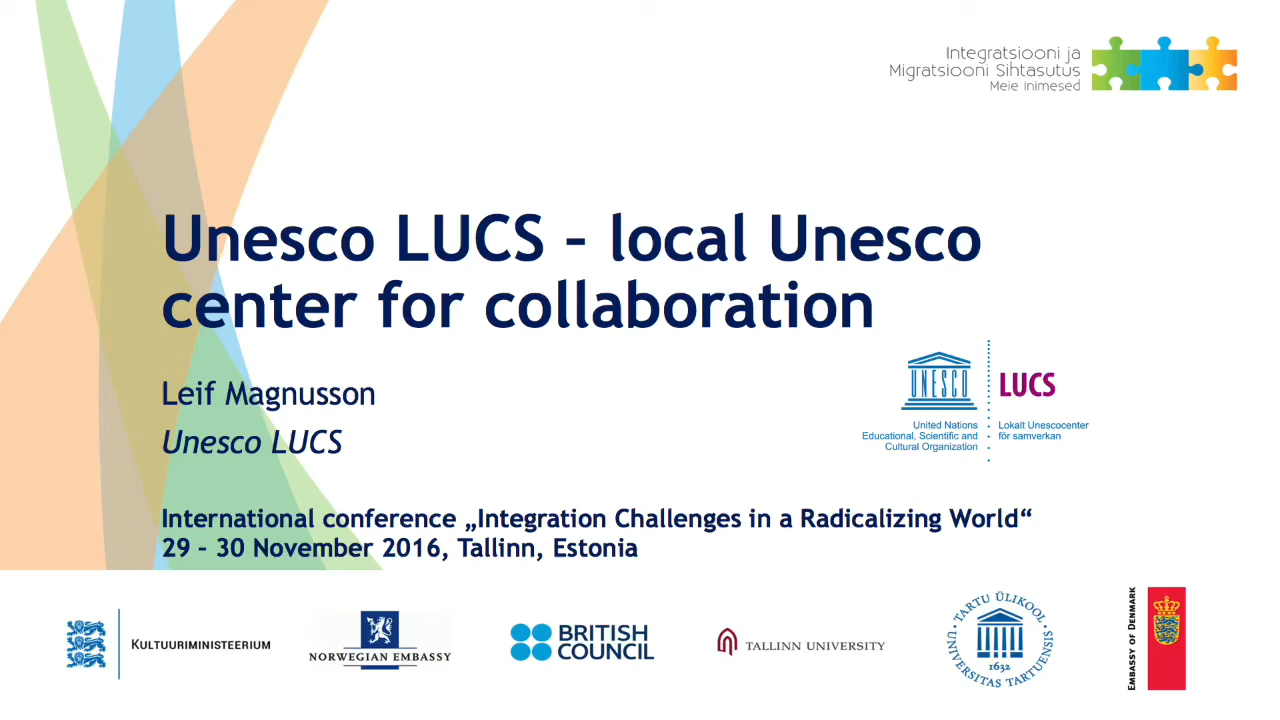 Integratsiooni ja
Migratsiooni Sihtasutus
Meie Inimesed
Unesco LUCS – local Unesco
center for collaboration
Leif Magnusson
Unesco LUCS
UNESCO
LUCS
United Nations
Educational, Scientific and
Cultural Organization
Lokalt Unescocenter
för samverkan
International conference „Integration Challenges in a Radicalizing World“
29 – 30 November 2016, Tallinn, Estonia
KULTUURIMINISTEERIUM
NORWEGIAN EMBASSY
BRITISH
COUNCIL
TALLINN UNIVERSITY
TARTU ÜLIKOOL
UNIVERSITAS TARTUENSIS
1632
EMBASSY OF DENMARK